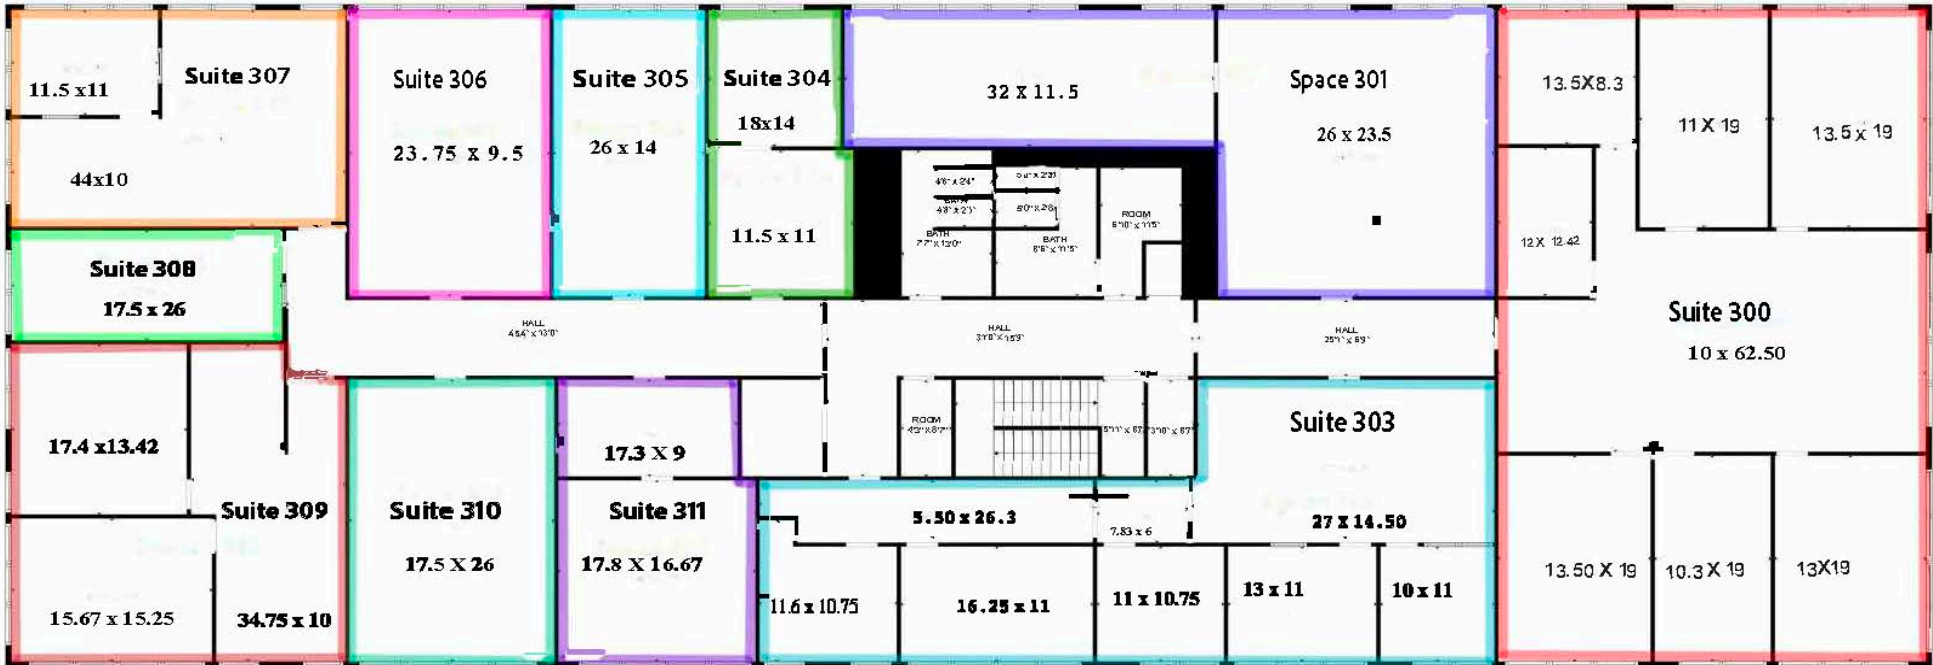 Suite 307
11.5 x11
44x10
Suite 306
23.75 X 9.5
Suite 305
26 x 14
Suite 304
18x14
11.5 x 11
32 x 11.5
Space 301
26 x 23.5
13.5X8.3
11 X 19
13.5 x 19
12 X 12.42
Suite 300
10 x 62.50
Suite 308
17.5 x 26
BATH
BATH
ROOM
HALL
HALL
HALL
17.4 x13.42
Suite 309
15.67 x 15.25
34.75 x 10
Suite 310
17.5 X 26
17.3 X 9
Suite 311
17.8 X 16.67
ROOM
Suite 303
27 x 14.50
5.50 x 26.3
7.83 x 6
11.6 x 10.75
16.25 x 11
11 x 10.75
13 x 11
10 x 11
13.50 X 19
10.3 X 19
13X19